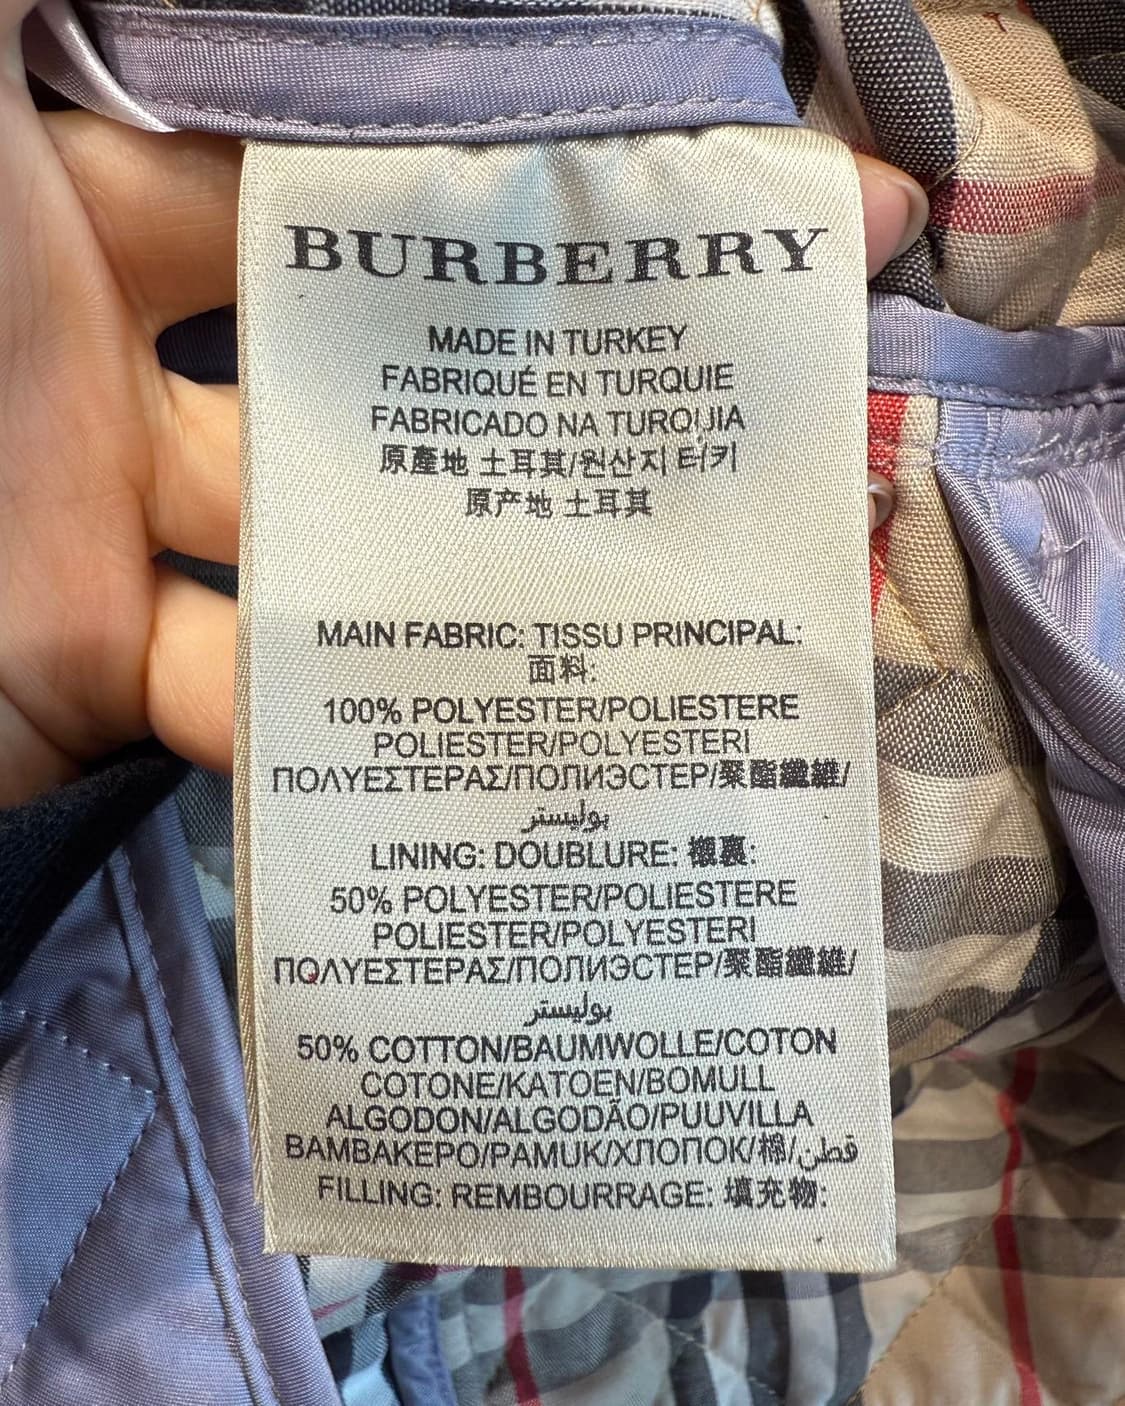 BURBERRY
MADE IN TURKEY
FABRIQUÉ EN TURQUIE
FABRICADO NA TURQUIA
原產地 土耳其/원산지 터키
原产地 土耳其
MAIN FABRIC: TISSU PRINCIPAL:
面料:
100% POLYESTER/POLIESTERE
POLIESTER/POLYESTERI
ΠΟΛΥΕΣΤΕΡΑΣ/ПОЛИЭСТЕР/聚酯纖維/
بوليستر
LINING: DOUBLURE: 襯裏:
50% POLYESTER/POLIESTERE
POLIESTER/POLYESTERI
ΠΟΛΥΕΣΤΕΡΑΣ/ПОЛИЭСТЕР/聚酯纖維/
بوليستر
50% COTTON/BAUMWOLLE/COTON
COTONE/KATOEN/BOMULL
ALGODON/ALGODÃO/PUUVILLA
ΒΑΜΒΑΚΕΡΟ/PAMUK/ХЛОПОК/棉/قطن
FILLING: REMBOURRAGE: 填充物: